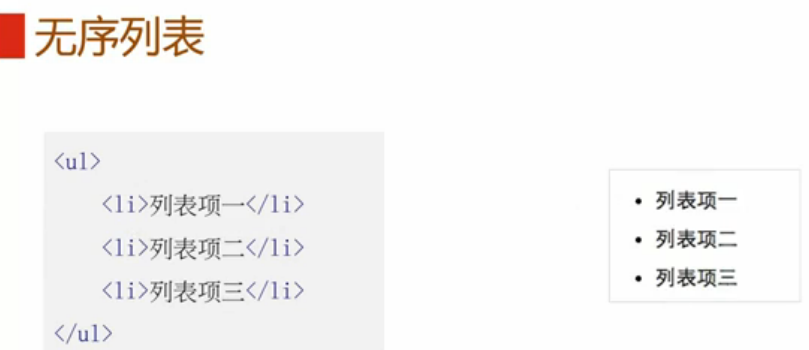 无序列表
<ul>
<li>列表项一</li>
<li>列表项二</li>
<li>列表项三</li>
</ul>
列表项一
列表项二
列表项三